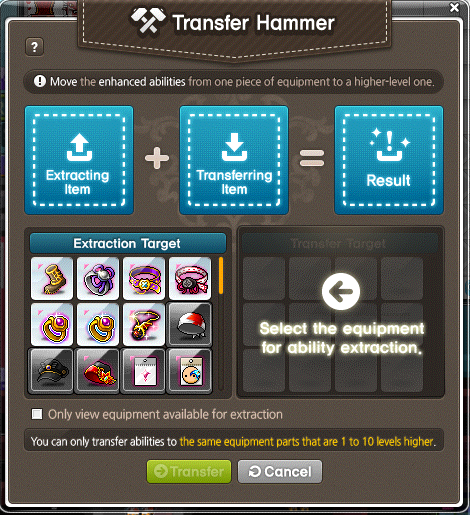 Transfer Hammer
?
Move the enhanced abilities from one piece of equipment to a higher-level one.
Extracting
Item
Transferring
Item
Result
Extraction Target
Transfer Target
Select the equipment
for ability extraction.
Only view equipment available for extraction
You can only transfer abilities to the same equipment parts that are 1 to 10 levels higher.
Transfer
Cancel